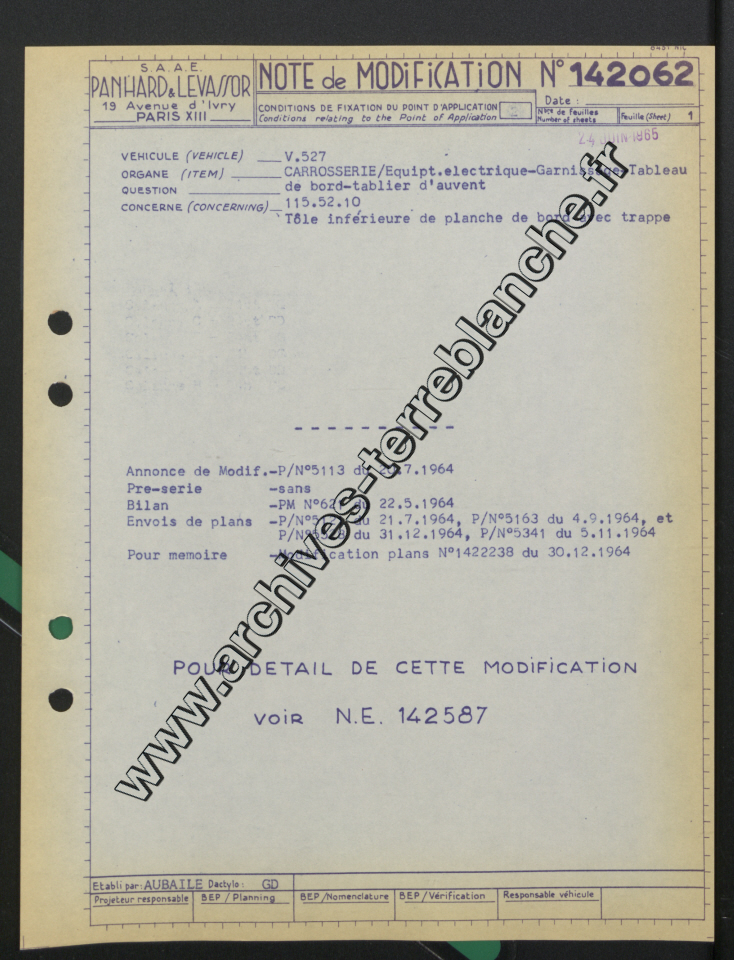 S.A.A.E.
PANHARD & LEVASSOR
19 Avenue d'Ivry
PARIS XIII
NOTE de MODIFICATION N° 142062
CONDITIONS DE FIXATION DU POINT D'APPLICATION
Conditions relating to the Point of Application
Date :
Nbre de feuilles
Number of sheets
Feuille (Sheet) 1
24 JUIN 1965
VEHICULE (VEHICLE) V.527
ORGANE (ITEM) CARROSSERIE/Equipt.electrique-Garnissage-Tableau
QUESTION de bord-tablier d'auvent
CONCERNE (CONCERNING) 115.52.10
Tôle inférieure de planche de bord avec trappe
Annonce de Modif.-P/N°5113 du 20.7.1964
Pre-serie -sans
Bilan -PM N°62 du 22.5.1964
Envois de plans -P/N° du 21.7.1964, P/N°5163 du 4.9.1964, et
P/N° du 31.12.1964, P/N°5341 du 5.11.1964
Pour memoire -Modification plans N°1422238 du 30.12.1964
POUR DETAIL DE CETTE MODIFICATION
VOIR N.E. 142587
www.archives-terreblanche.fr
Etabli par: AUBAILE Dactylo: GD
Projeteur responsable
BEP / Planning
BEP /Nomenclature
BEP /Vérification
Responsable véhicule